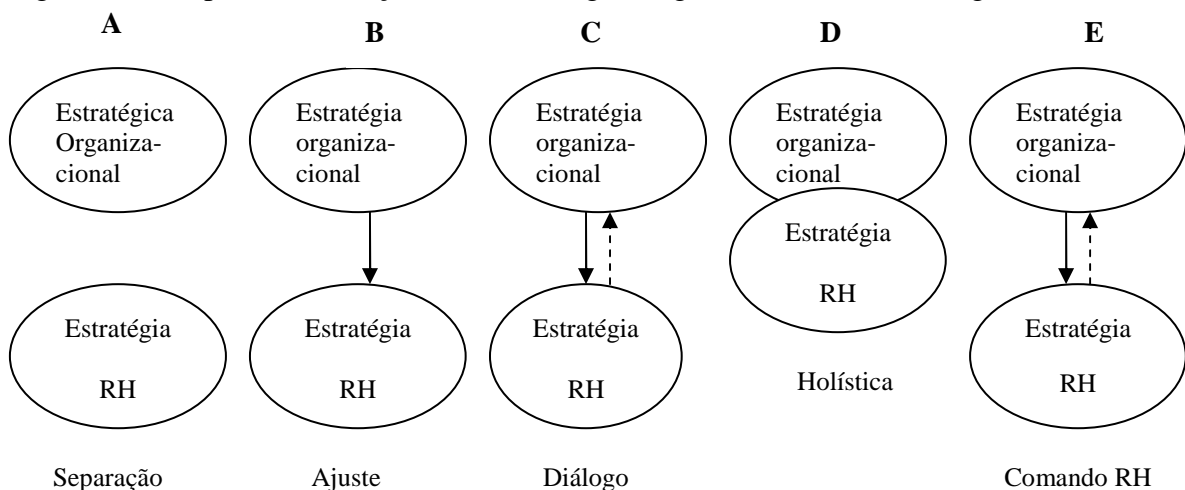 A
B
C
D
E
Estratégica
Organiza-
cional
Estratégia
organiza-
cional
Estratégia
organiza-
cional
Estratégia
organiza-
cional
Estratégia
organiza-
cional
Estratégia
RH
Estratégia
RH
Estratégia
RH
Estratégia
RH
Estratégia
RH
Separação
Ajuste
Diálogo
Holística
Comando RH